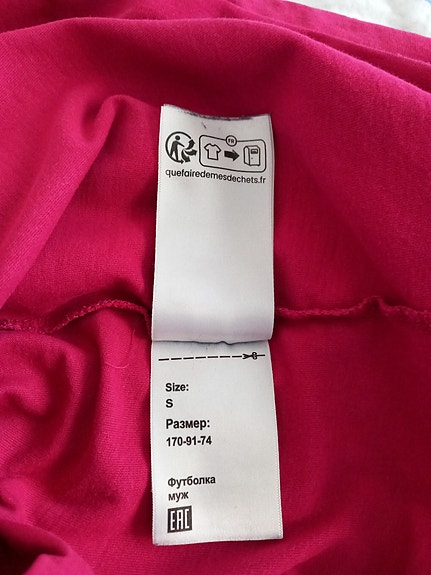 FR
quefairedemesdechets.fr
Size:
S
Размер:
170-91-74
Футболка
муж
EAC